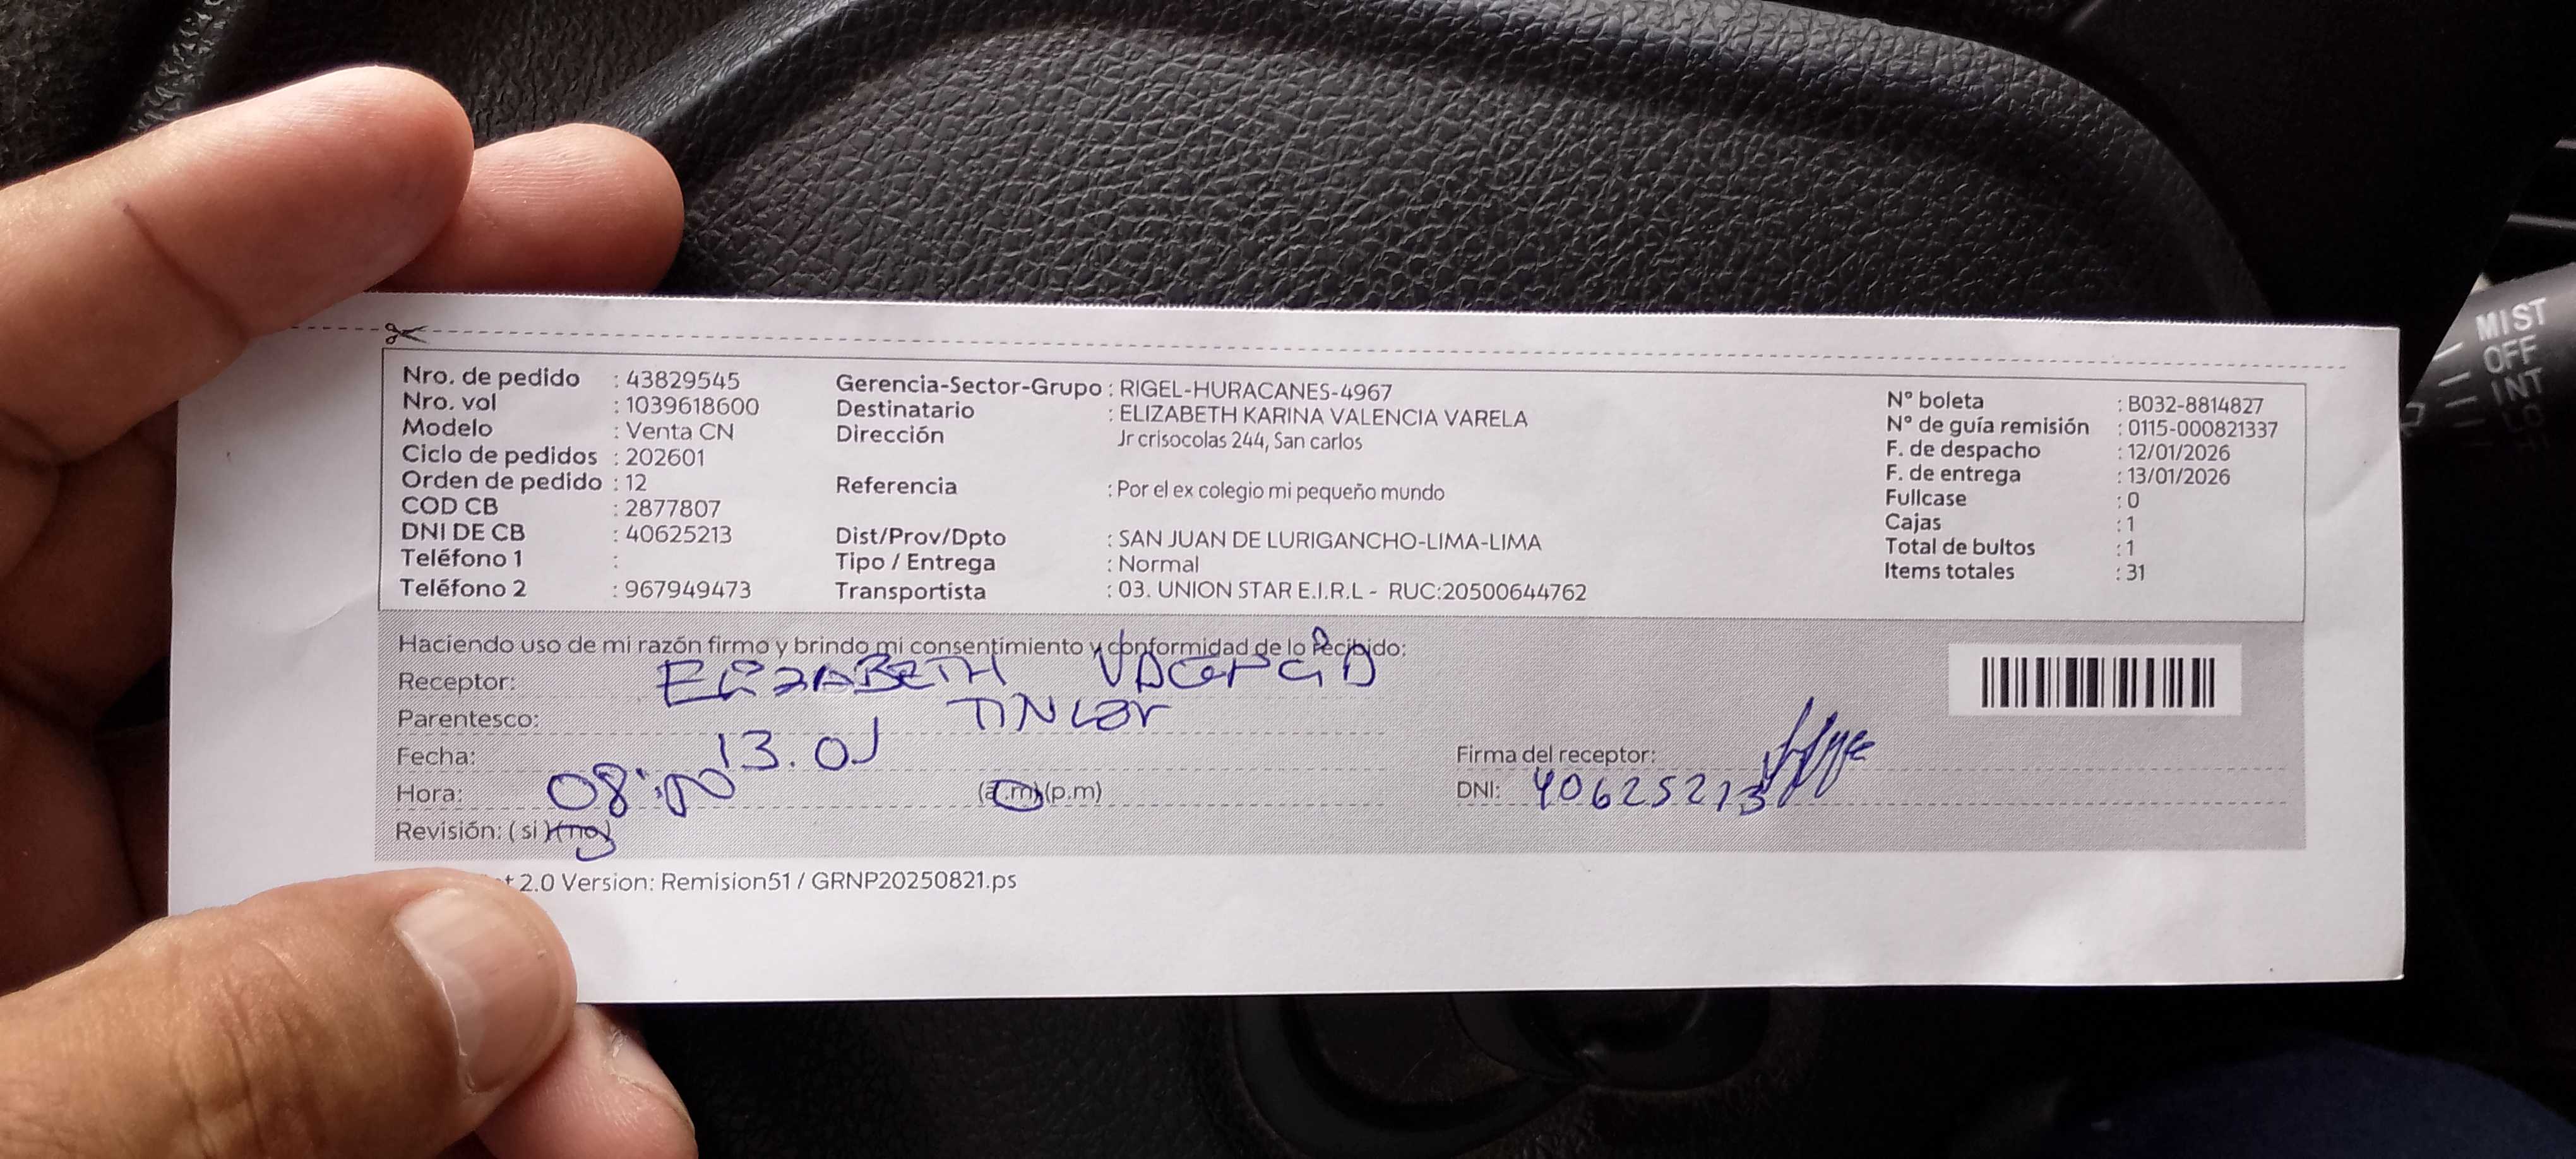 Nro. de pedido : 43829545
Nro. vol : 1039618600
Modelo : Venta CN
Ciclo de pedidos : 202601
Orden de pedido : 12
COD CB : 2877807
DNI DE CB : 40625213
Teléfono 1 :
Teléfono 2 : 967949473
Gerencia-Sector-Grupo : RIGEL-HURACANES-4967
Destinatario : ELIZABETH KARINA VALENCIA VARELA
Dirección Jr crisocolas 244, San carlos
Referencia : Por el ex colegio mi pequeño mundo
Dist/Prov/Dpto : SAN JUAN DE LURIGANCHO-LIMA-LIMA
Tipo / Entrega : Normal
Transportista : 03. UNION STAR E.I.R.L - RUC:20500644762
N° boleta : B032-8814827
N° de guía remisión : 0115-000821337
F. de despacho : 12/01/2026
F. de entrega : 13/01/2026
Fullcase : 0
Cajas : 1
Total de bultos : 1
Items totales : 31
Haciendo uso de mi razón firmo y brindo mi consentimiento y conformidad de lo Recibido:
Receptor: ELIZABETH
Parentesco:
Fecha: 13.01
Hora: 08:00 (a.m)(p.m)
Revisión: (si)(no)
Firma del receptor:
DNI: 40625213
2.0 Version: Remision51 / GRNP20250821.ps
MIST
OFF
INT
LO